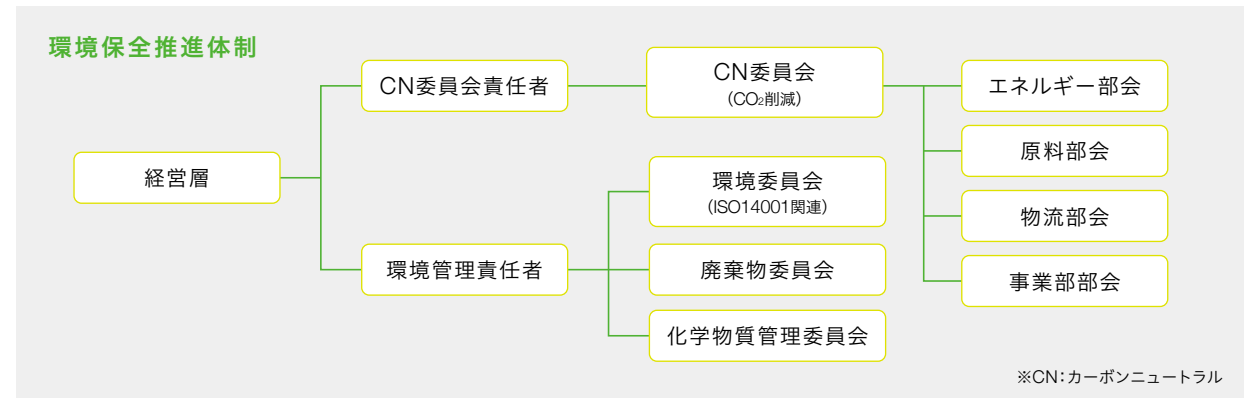 環境保全推進体制
経営層
CN委員会責任者
環境管理責任者
CN委員会
（CO₂削減）
環境委員会
（ISO14001関連）
廃棄物委員会
化学物質管理委員会
エネルギー部会
原料部会
物流部会
事業部部会
※CN：カーボンニュートラル